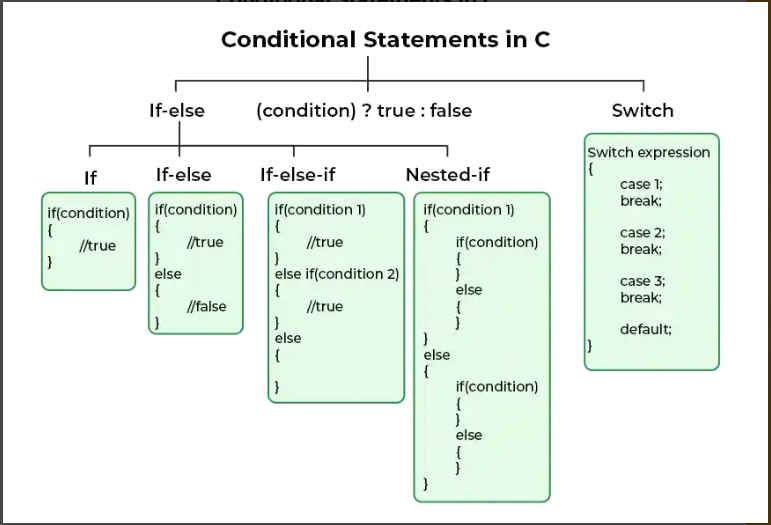 Conditional Statements in C
If-else
(condition) ? true : false
Switch
If
if(condition)
{
//true
}
If-else
if(condition)
{
//true
}
else
{
//false
}
If-else-if
if(condition 1)
{
//true
}
else if(condition 2)
{
//true
}
else
{
}
Nested-if
if(condition 1)
{
if(condition)
{
}
else
{
}
}
else
{
if(condition)
{
}
else
{
}
}
Switch expression
{
case 1;
break;
case 2;
break;
case 3;
break;
default;
}